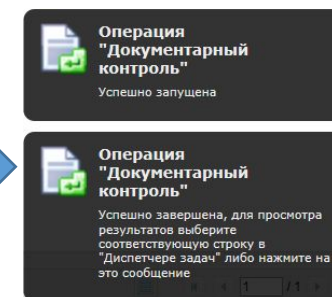 Операция
"Документарный
контроль"
Успешно запущена
Операция
"Документарный
контроль"
Успешно завершена, для просмотра
результатов выберите
соответствующую строку в
"Диспетчере задач" либо нажмите на
это сообщение
1 / 1